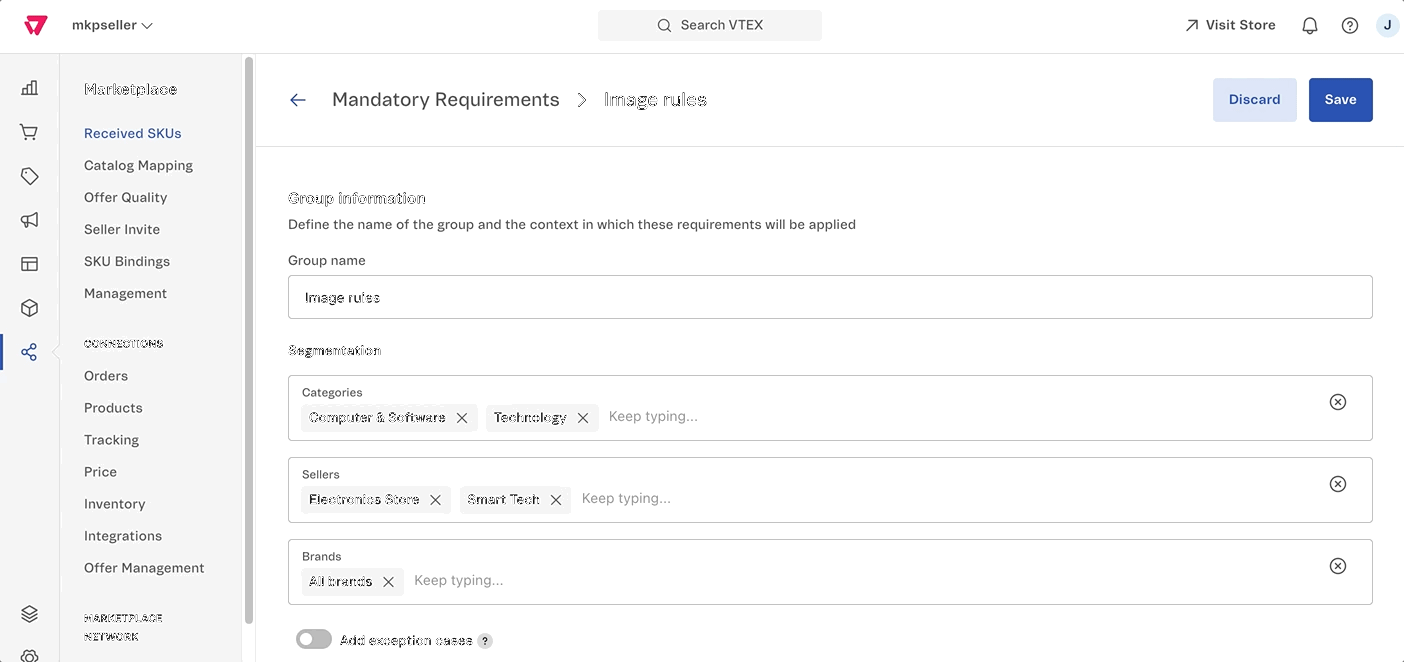 mkpseller
Search VTEX
Visit Store
J
Marketplace
Received SKUs
Catalog Mapping
Offer Quality
Seller Invite
SKU Bindings
Management
CONNECTIONS
Orders
Products
Tracking
Price
Inventory
Integrations
Offer Management
MARKETPLACE
NETWORK
Mandatory Requirements > Image rules
Discard
Save
Group information
Define the name of the group and the context in which these requirements will be applied
Group name
Image rules
Segmentation
Categories
Computer & Software Technology Keep typing...
Sellers
Electronics Store Smart Tech Keep typing...
Brands
All brands Keep typing...
Add exception cases ?